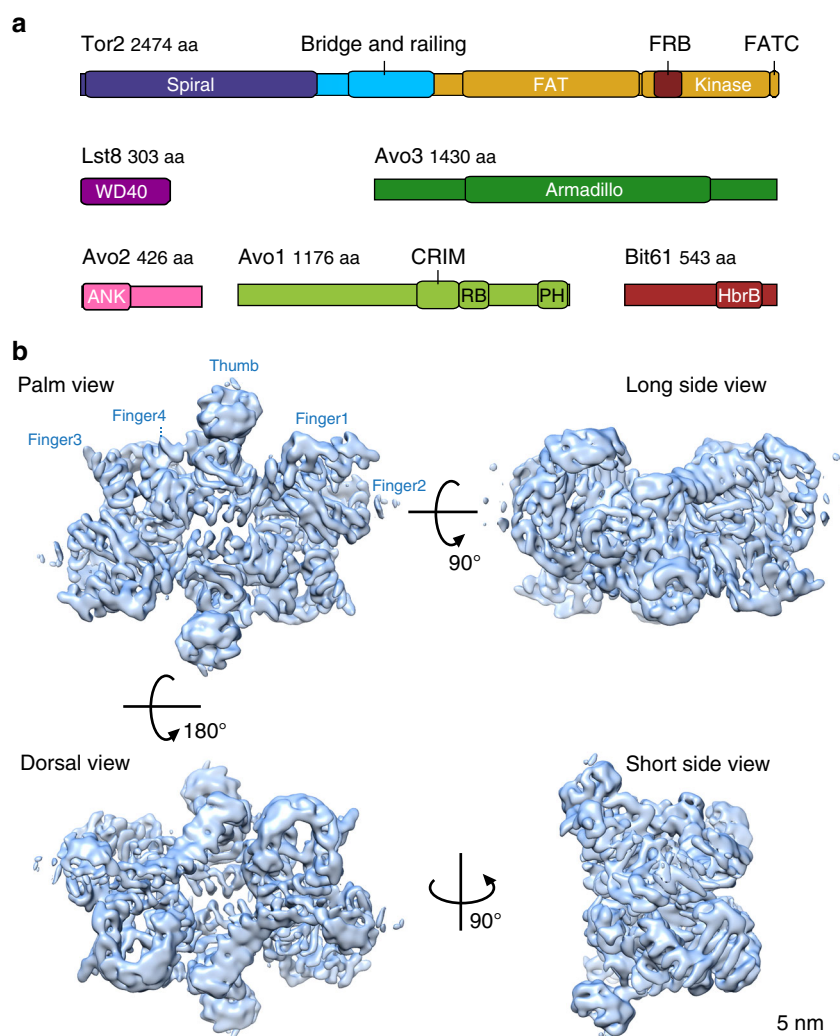 a
Tor2 2474 aa
Bridge and railing
FRB
FATC
Spiral
FAT
Kinase
Lst8 303 aa
Avo3 1430 aa
WD40
Armadillo
Avo2 426 aa
Avo1 1176 aa
CRIM
Bit61 543 aa
ANK
RB
PH
HbrB
b
Palm view
Thumb
Long side view
Finger4
Finger1
Finger3
Finger2
90°
180°
Dorsal view
Short side view
90°
5 nm